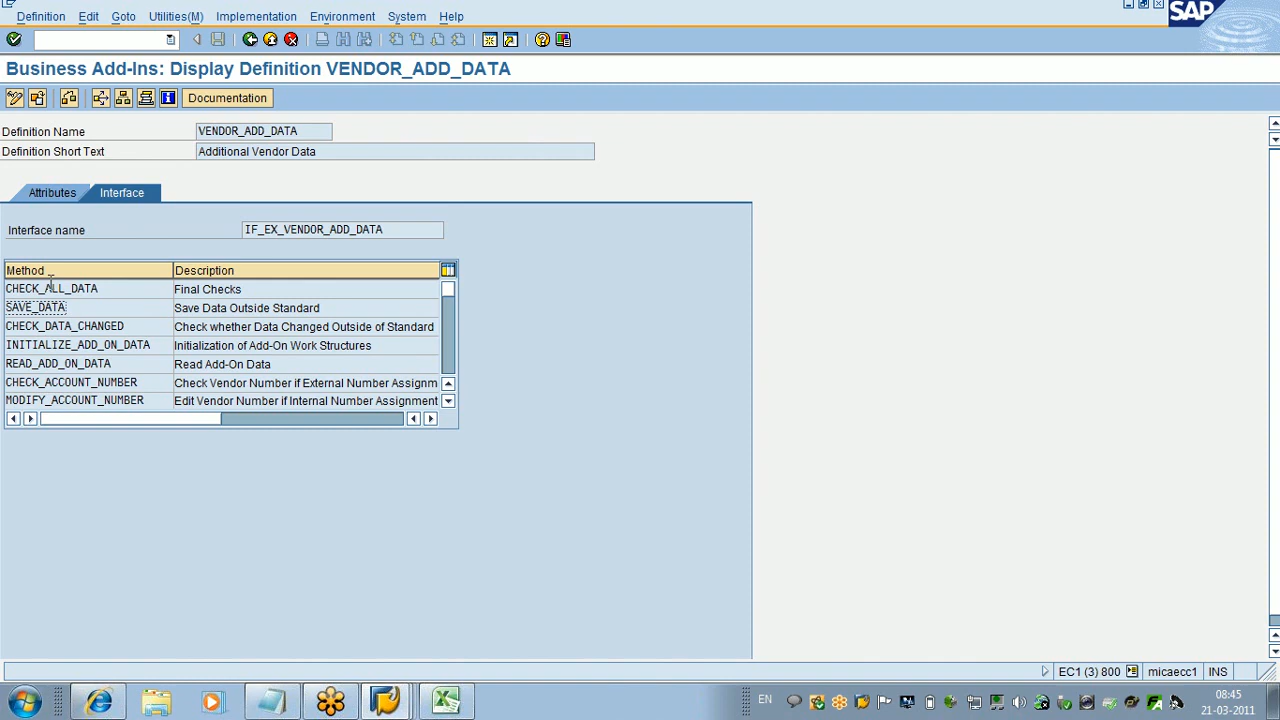 Definition Edit Goto Utilities(M) Implementation Environment System Help
SAP
Business Add-Ins: Display Definition VENDOR_ADD_DATA
Documentation
Definition Name VENDOR_ADD_DATA
Definition Short Text Additional Vendor Data
Attributes Interface
Interface name IF_EX_VENDOR_ADD_DATA
Method Description
CHECK_ALL_DATA Final Checks
SAVE_DATA Save Data Outside Standard
CHECK_DATA_CHANGED Check whether Data Changed Outside of Standard
INITIALIZE_ADD_ON_DATA Initialization of Add-On Work Structures
READ_ADD_ON_DATA Read Add-On Data
CHECK_ACCOUNT_NUMBER Check Vendor Number if External Number Assignm
MODIFY_ACCOUNT_NUMBER Edit Vendor Number if Internal Number Assignment
EC1 (3) 800 micaecc1 INS
EN 08:45
21-03-2011